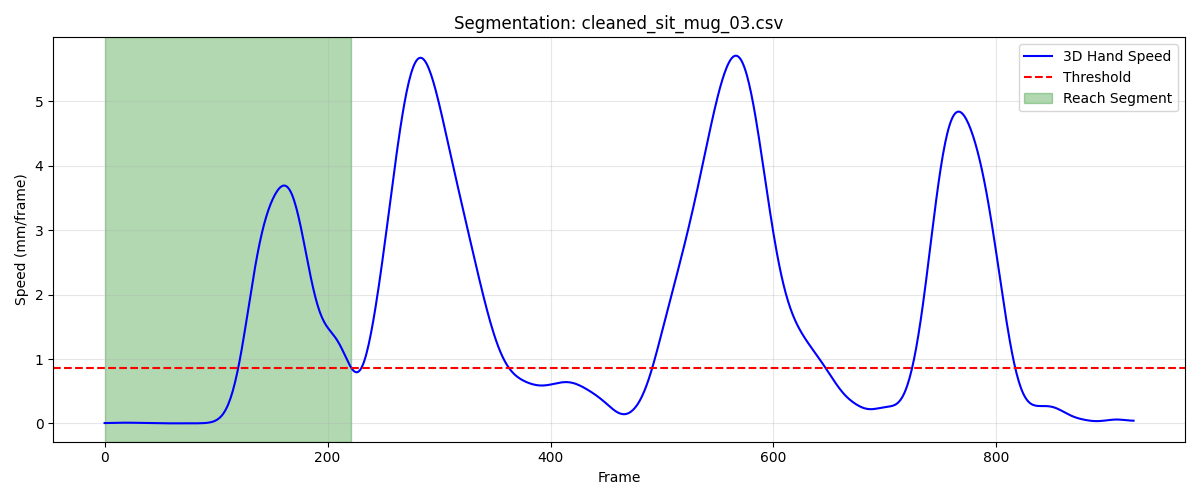 Segmentation: cleaned_sit_mug_03.csv
3D Hand Speed
Threshold
Reach Segment
Speed (mm/frame)
5
4
3
2
1
0
0 200 400 600 800
Frame